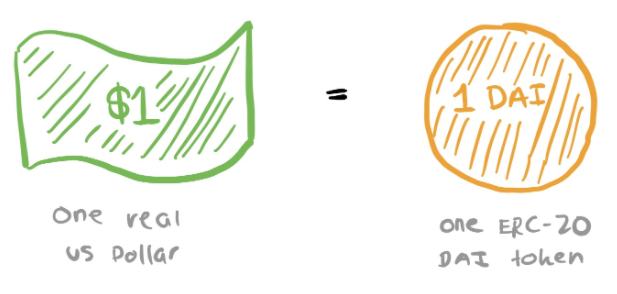 $1
=
1 DAI
One real
us Dollar
one ERC-20
DAI token